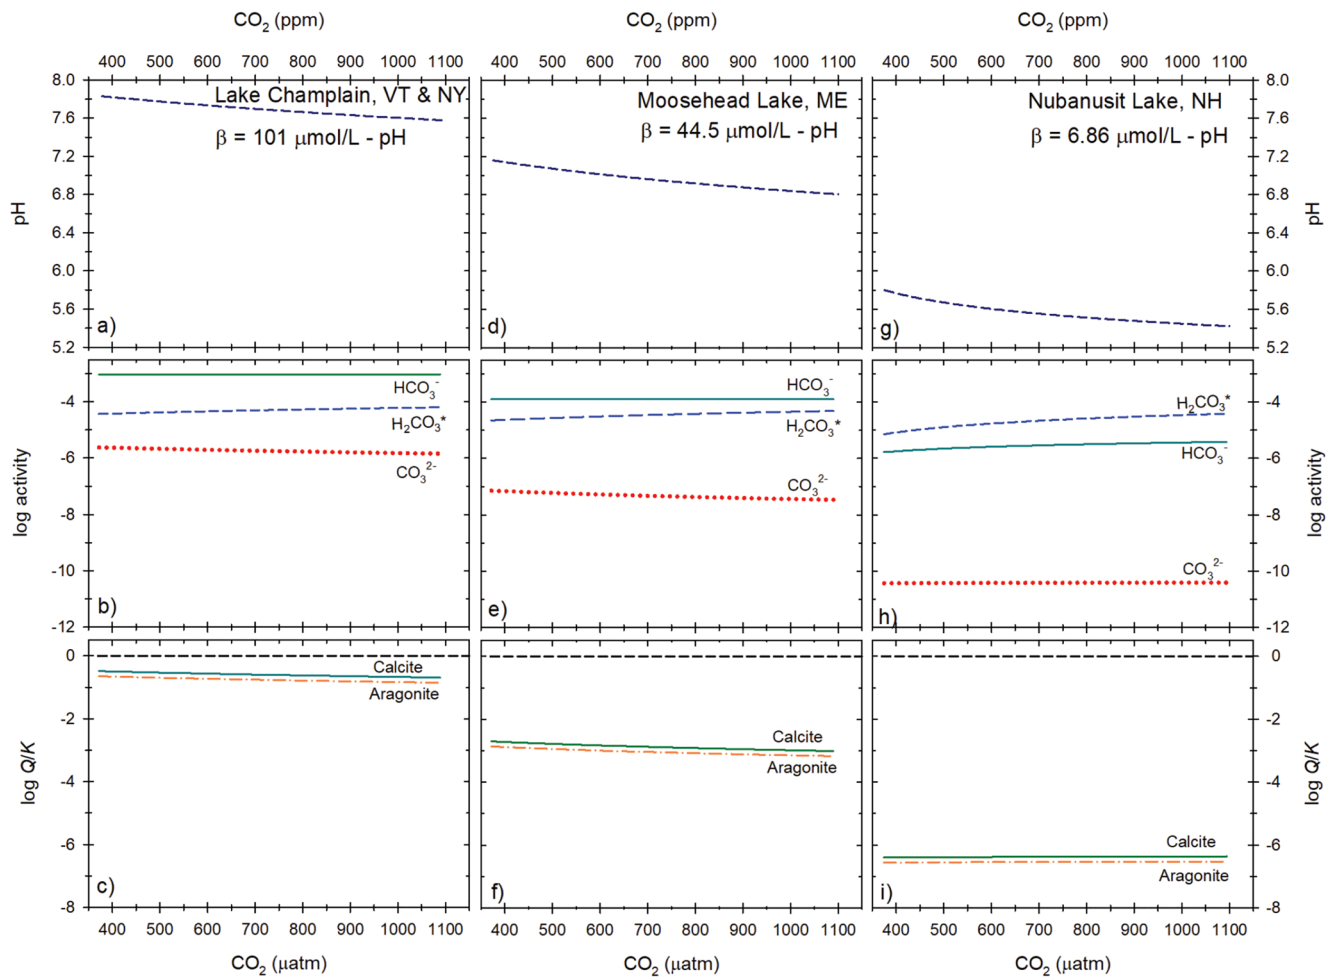 CO₂ (ppm) CO₂ (ppm) CO₂ (ppm)
400 500 600 700 800 900 1000 1100 400 500 600 700 800 900 1000 1100 400 500 600 700 800 900 1000 1100
8.0 Lake Champlain, VT & NY Moosehead Lake, ME Nubanusit Lake, NH 8.0
β = 101 μmol/L - pH β = 44.5 μmol/L - pH β = 6.86 μmol/L - pH
7.6 7.6
7.2 7.2
6.8 6.8
pH pH
6.4 6.4
6.0 6.0
5.6 5.6
a) d) g)
5.2 5.2
HCO₃⁻ HCO₃⁻ H₂CO₃*
-4 -4
H₂CO₃* H₂CO₃* HCO₃⁻
-6 -6
CO₃²⁻ CO₃²⁻
log activity log activity
-8 -8
-10 CO₃²⁻ -10
b) e) h)
-12 -12
0 0
Calcite
Aragonite
-2 -2
Calcite
Aragonite
log Q/K log Q/K
-4 -4
-6 Calcite -6
Aragonite
c) f) i)
-8 -8
400 500 600 700 800 900 1000 1100 400 500 600 700 800 900 1000 1100 400 500 600 700 800 900 1000 1100
CO₂ (μatm) CO₂ (μatm) CO₂ (μatm)